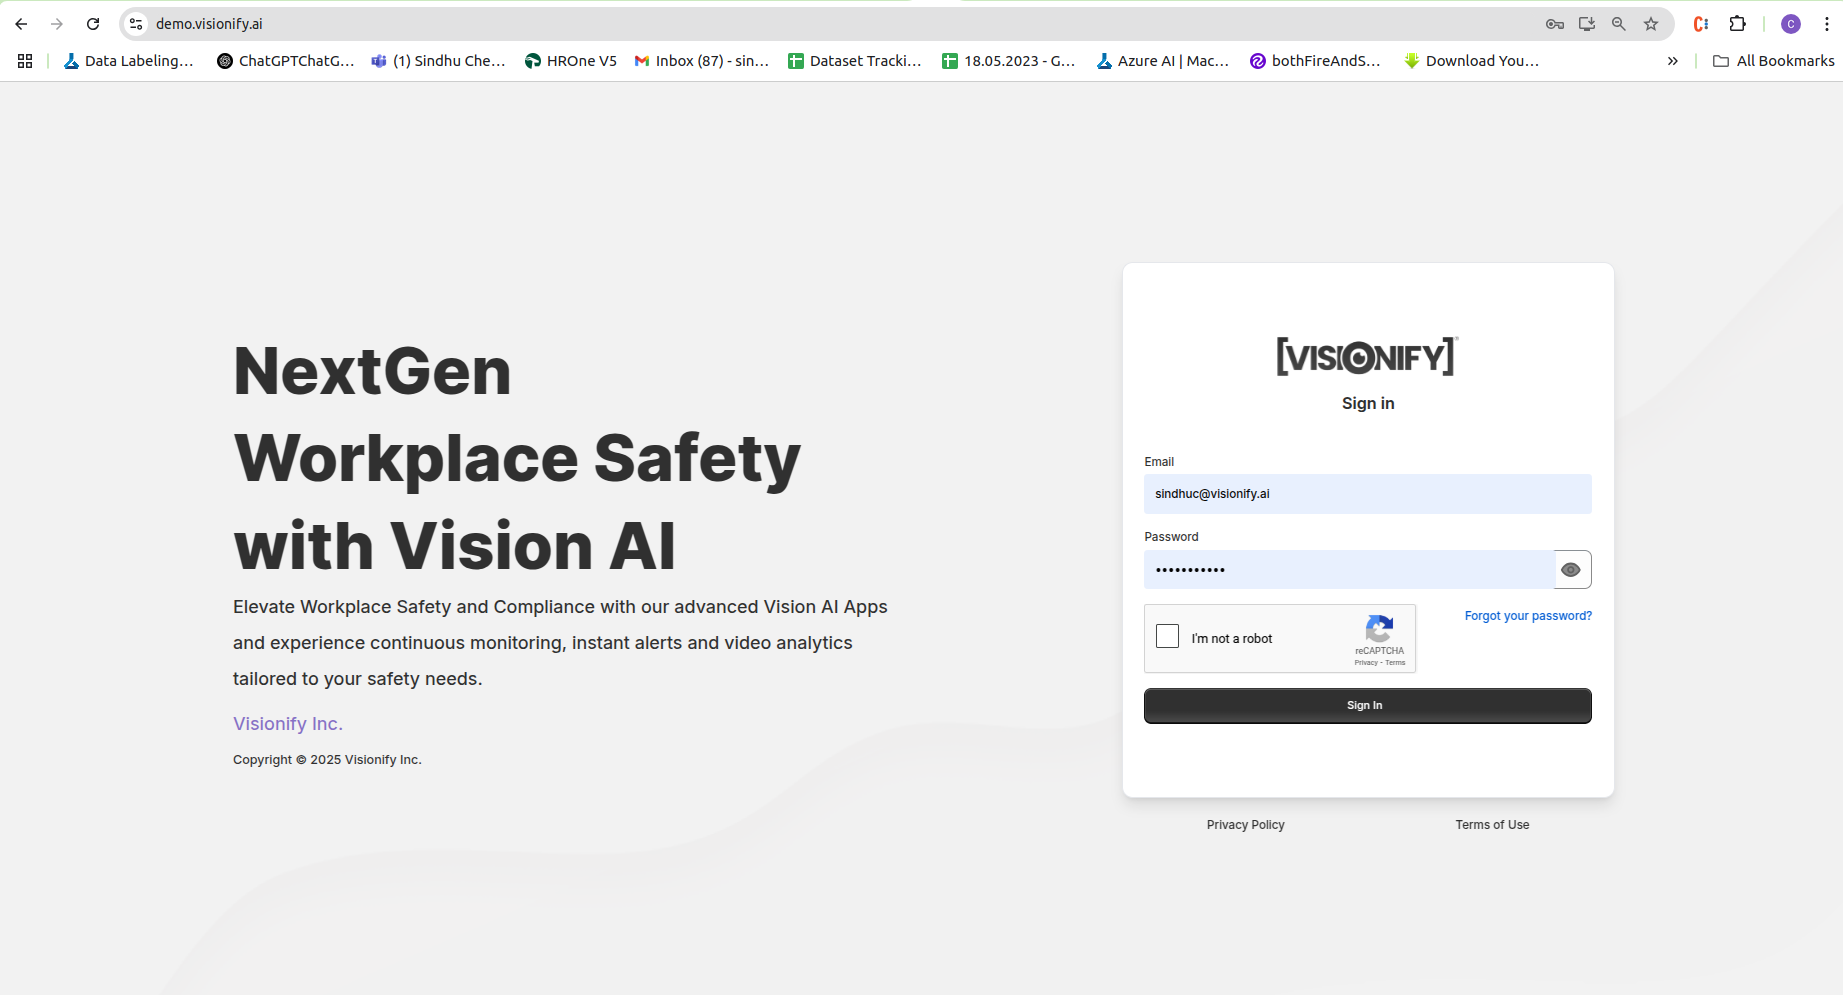 demo.visionify.ai
C
Data Labeling...
ChatGPTChatG...
(1) Sindhu Che...
HROne V5
Inbox (87) - sin...
Dataset Tracki...
18.05.2023 - G...
Azure AI | Mac...
bothFireAndS...
Download You...
»
All Bookmarks
NextGen
Workplace Safety
with Vision AI
Elevate Workplace Safety and Compliance with our advanced Vision AI Apps
and experience continuous monitoring, instant alerts and video analytics
tailored to your safety needs.
Visionify Inc.
Copyright © 2025 Visionify Inc.
[VISIONIFY]
Sign in
Email
sindhuc@visionify.ai
Password
•••••••••••
I'm not a robot
reCAPTCHA
Privacy - Terms
Forgot your password?
Sign In
Privacy Policy
Terms of Use